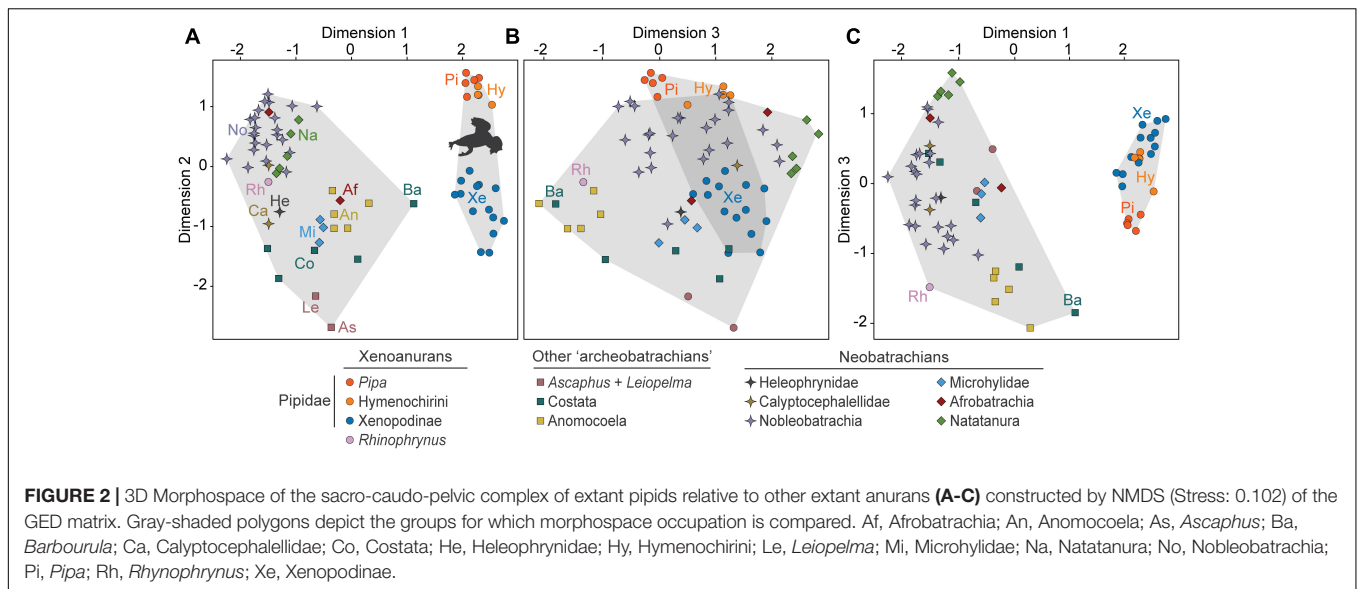 A
Dimension 1
B
Dimension 3
C
Dimension 1
-2 -1 0 1 2
-2 -1 0 1 2
-2 -1 0 1 2
Dimension 2
1
0
-1
-2
Pi
Hy
No
Na
Rh
He
Ca
Af
An
Ba
Mi
Co
Le
As
Xe
Pi
Hy
Rh
Ba
Xe
Dimension 3
1
0
-1
-2
Xe
Hy
Pi
Rh
Ba
Xenoanurans
Pipidae
Pipa
Hymenochirini
Xenopodinae
Rhinophrynus
Other 'archeobatrachians'
Ascaphus + Leiopelma
Costata
Anomocoela
Neobatrachians
Heleophrynidae
Calyptocephalellidae
Nobleobatrachia
Microhylidae
Afrobatrachia
Natatanura
FIGURE 2 | 3D Morphospace of the sacro-caudo-pelvic complex of extant pipids relative to other extant anurans (A-C) constructed by NMDS (Stress: 0.102) of the
GED matrix. Gray-shaded polygons depict the groups for which morphospace occupation is compared. Af, Afrobatrachia; An, Anomocoela; As, Ascaphus; Ba,
Barbourula; Ca, Calyptocephalellidae; Co, Costata; He, Heleophrynidae; Hy, Hymenochirini; Le, Leiopelma; Mi, Microhylidae; Na, Natatanura; No, Nobleobatrachia;
Pi, Pipa; Rh, Rhynophrynus; Xe, Xenopodinae.